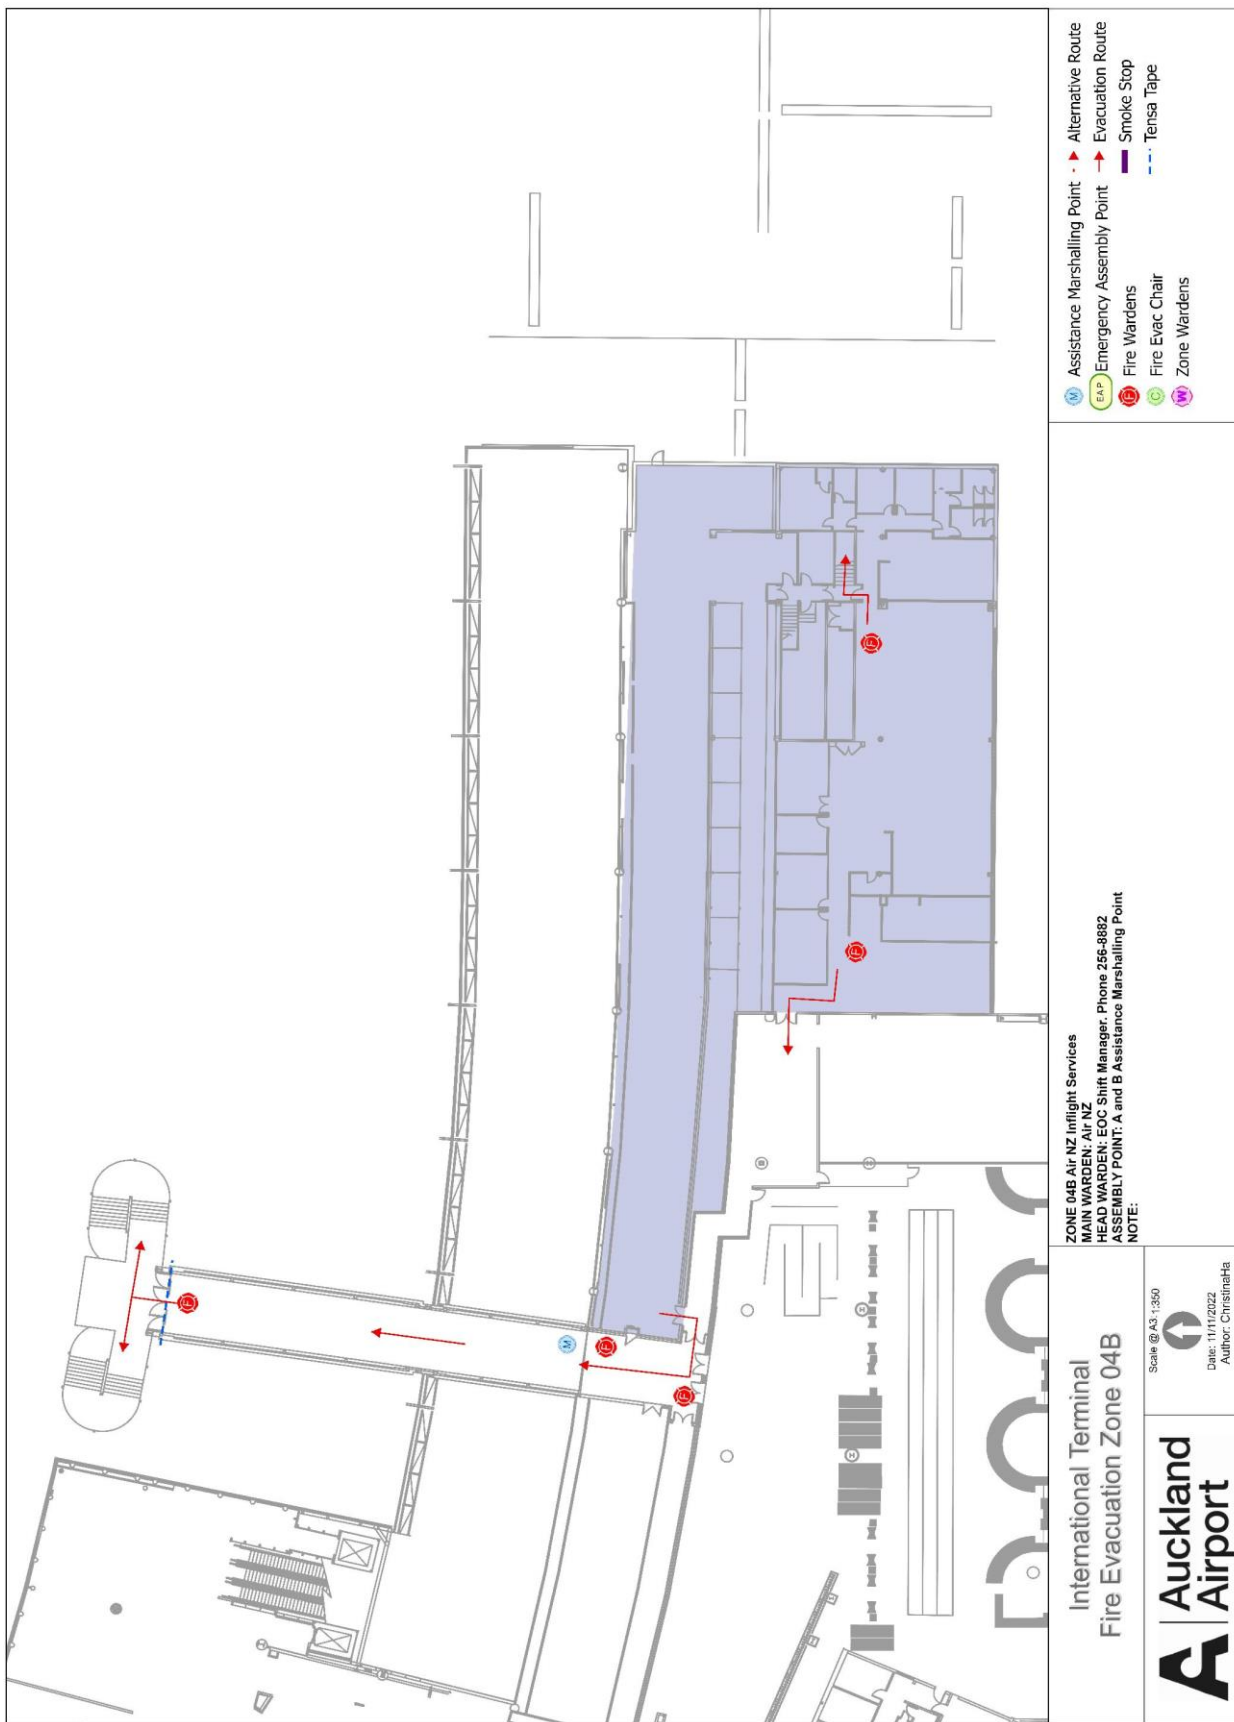 International Terminal
Fire Evacuation Zone 04B
A Auckland
Airport
Scale @ A3. 1:350
Date: 11/11/2022
Author: ChristinaHa
ZONE 04B Air NZ Inflight Services
MAIN WARDEN: Air NZ
HEAD WARDEN: EOC Shift Manager. Phone 256-8882
ASSEMBLY POINT: A and B Assistance Marshalling Point
NOTE:
M Assistance Marshalling Point
EAP Emergency Assembly Point
F Fire Wardens
C Fire Evac Chair
W Zone Wardens
Alternative Route
Evacuation Route
Smoke Stop
Tensa Tape
F
M
F
F
F
F
H
H
H